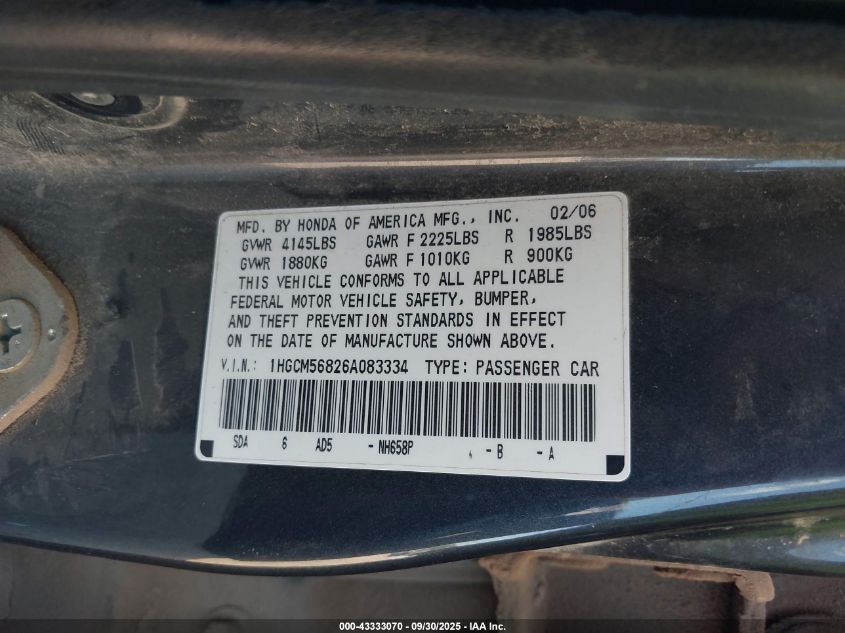 MFD. BY HONDA OF AMERICA MFG., INC. 02/06
GVWR 4145LBS GAWR F 2225LBS R 1985LBS
GVWR 1880KG GAWR F 1010KG R 900KG
THIS VEHICLE CONFORMS TO ALL APPLICABLE
FEDERAL MOTOR VEHICLE SAFETY, BUMPER,
AND THEFT PREVENTION STANDARDS IN EFFECT
ON THE DATE OF MANUFACTURE SHOWN ABOVE.
V.I.N.: 1HGCM56826A083334 TYPE: PASSENGER CAR
SDA 6 AD5 -NH658P - B - A
000-43333070 - 09/30/2025 - IAA Inc.